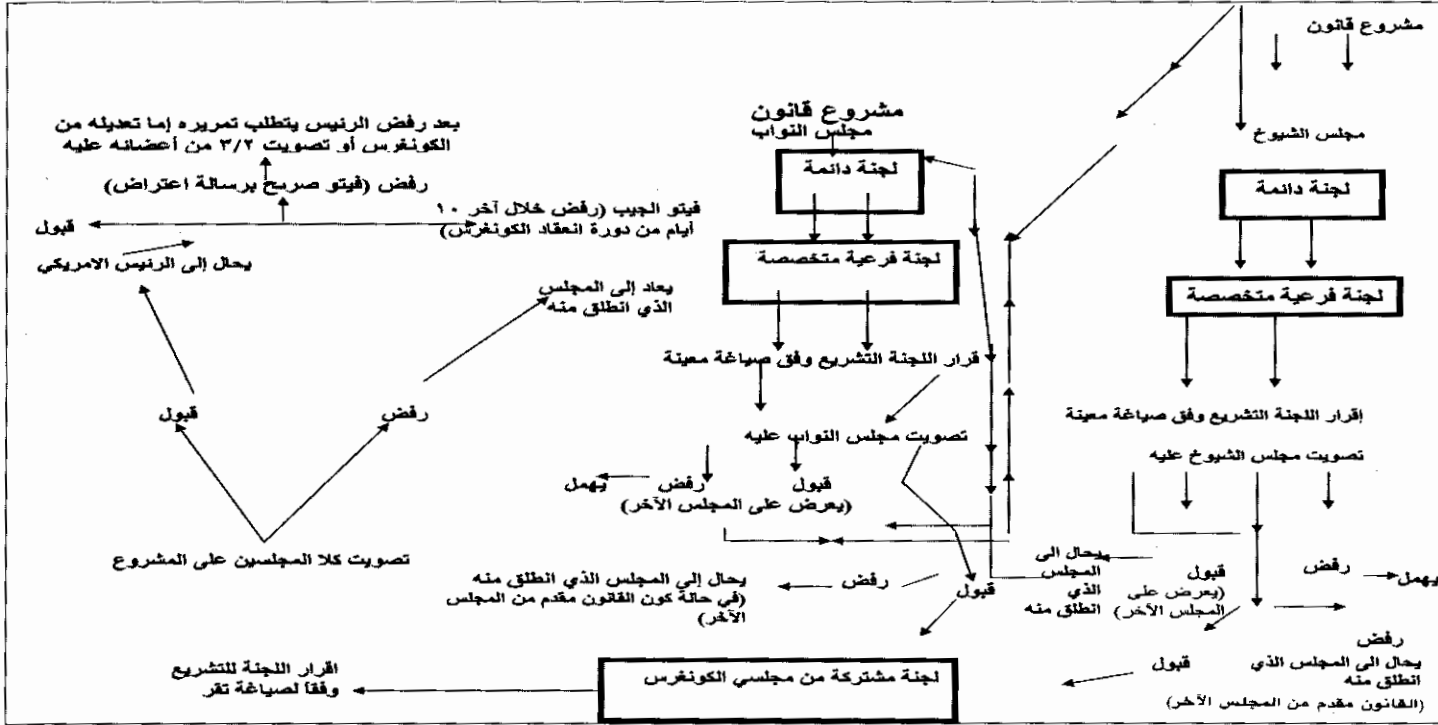 مشروع قانون
مجلس الشيوخ
لجنة دائمة
لجنة فرعية متخصصة
إقرار اللجنة التشريع وفق صياغة معينة
تصويت مجلس الشيوخ عليه
يهمل
رفض
قبول
(يعرض على
المجلس الآخر)
يحال الى
المجلس
الذي
انطلق منه
رفض
يحال الى المجلس الذي
انطلق منه
(القانون مقدم من المجلس الآخر)
قبول
مشروع قانون
مجلس النواب
لجنة دائمة
لجنة فرعية متخصصة
قرار اللجنة التشريع وفق صياغة معينة
تصويت مجلس النواب عليه
قبول
رفض
يهمل
(يعرض على المجلس الآخر)
قبول
رفض
يحال إلى المجلس الذي انطلق منه
(في حالة كون القانون مقدم من المجلس
الآخر)
لجنة مشتركة من مجلسي الكونغرس
اقرار اللجنة للتشريع
وفقا لصياغة تقر
تصويت كلا المجلسين على المشروع
رفض
قبول
يعاد إلى المجلس
الذي انطلق منه
يحال إلى الرئيس الامريكي
قبول
فيتو الجيب (رفض خلال آخر ١٠
أيام من دورة انعقاد الكونغرس)
رفض (فيتو صريح برسالة اعتراض)
بعد رفض الرئيس يتطلب تمريره إما تعديله من
الكونغرس أو تصويت ٣/٢ من أعضائه عليه